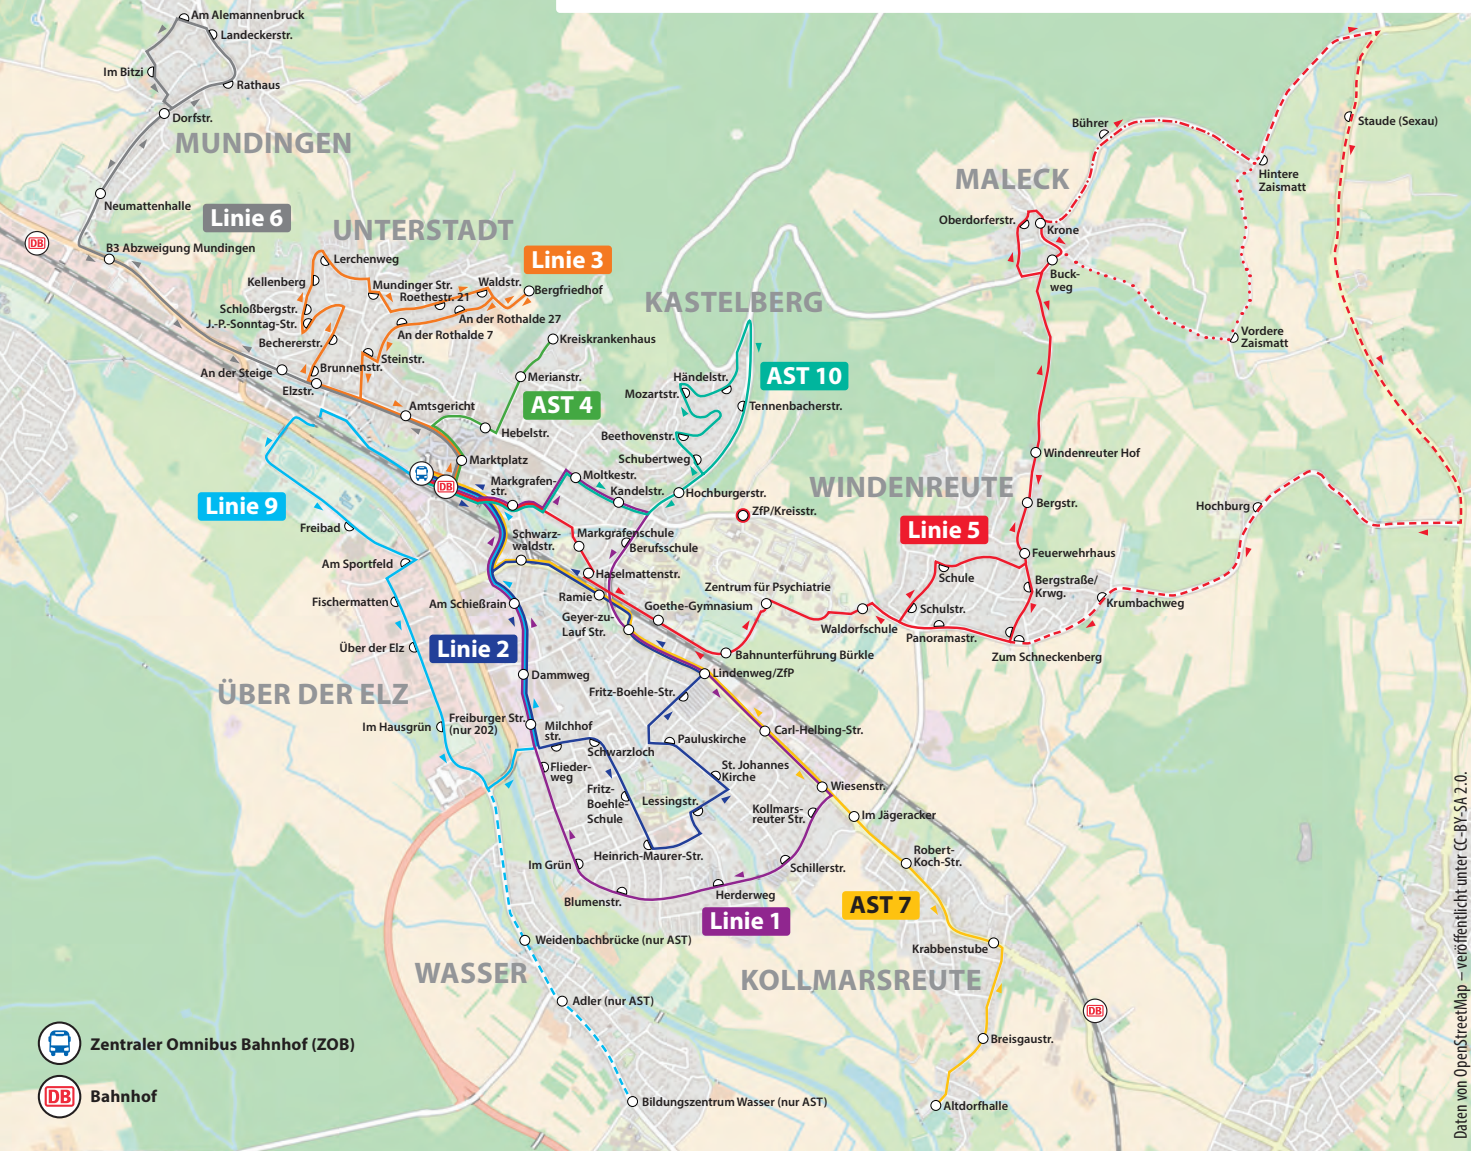 Am Alemannenbruck
Landeckerstr.
Im Bitzi
Rathaus
Dorfstr.
MUNDINGEN
Neumattenhalle
Linie 6
DB
B3 Abzweigung Mundingen
UNTERSTADT
Lerchenweg
Linie 3
Kellenberg
Mundinger Str.
Waldstr.
Bergfriedhof
Roethestr. 21
Schloßbergstr.
J.-P.-Sonntag-Str.
An der Rothalde 27
An der Rothalde 7
Bechererstr.
Steinstr.
Brunnenstr.
An der Steige
Elzstr.
Kreiskrankenhaus
Merianstr.
AST 4
Amtsgericht
Hebelstr.
Marktplatz
DB
KASTELBERG
AST 10
Händelstr.
Mozartstr.
Tennenbacherstr.
Beethovenstr.
Schubertweg
Moltkestr.
Kandelstr.
Hochburgerstr.
Markgrafen-
str.
ZfP/Kreisstr.
MALECK
Bührer
Staude (Sexau)
Hintere
Zaismatt
Oberdorferstr.
Krone
Buck-
weg
Vordere
Zaismatt
Windenreuter Hof
WINDENREUTE
Bergstr.
Hochburg
Linie 5
Feuerwehrhaus
Schule
Bergstraße/
Krwg.
Krumbachweg
Schulstr.
Panoramastr.
Zum Schneckenberg
Waldorfschule
Zentrum für Psychiatrie
Goethe-Gymnasium
Bahnunterführung Bürkle
Linie 9
Freibad
Am Sportfeld
Fischermatten
Über der Elz
ÜBER DER ELZ
Im Hausgrün
Schwarz-
waldstr.
Markgrafenschule
Berufsschule
Haselmattenstr.
Ramie
Geyer-zu-
Lauf Str.
Am Schießrain
Linie 2
Dammweg
Lindenweg/ZfP
Fritz-Boehle-Str.
Freiburger Str.
(nur 202)
Milchhof
str.
Schwarzloch
Pauluskirche
Carl-Helbing-Str.
Flieder-
weg
Fritz-
Boehle-
Schule
St. Johannes
Kirche
Lessingstr.
Kollmars-
reuter Str.
Wiesenstr.
Im Jägeracker
Heinrich-Maurer-Str.
Im Grün
Schillerstr.
Robert-
Koch-Str.
Blumenstr.
Herderweg
Linie 1
AST 7
Weidenbachbrücke (nur AST)
Krabbenstube
WASSER
KOLLMARSREUTE
Adler (nur AST)
DB
Breisgaustr.
Bildungszentrum Wasser (nur AST)
Altdorfhalle
Zentraler Omnibus Bahnhof (ZOB)
DB
Bahnhof
Daten von OpenStreetMap – veröffentlicht unter CC-BY-SA 2.0.